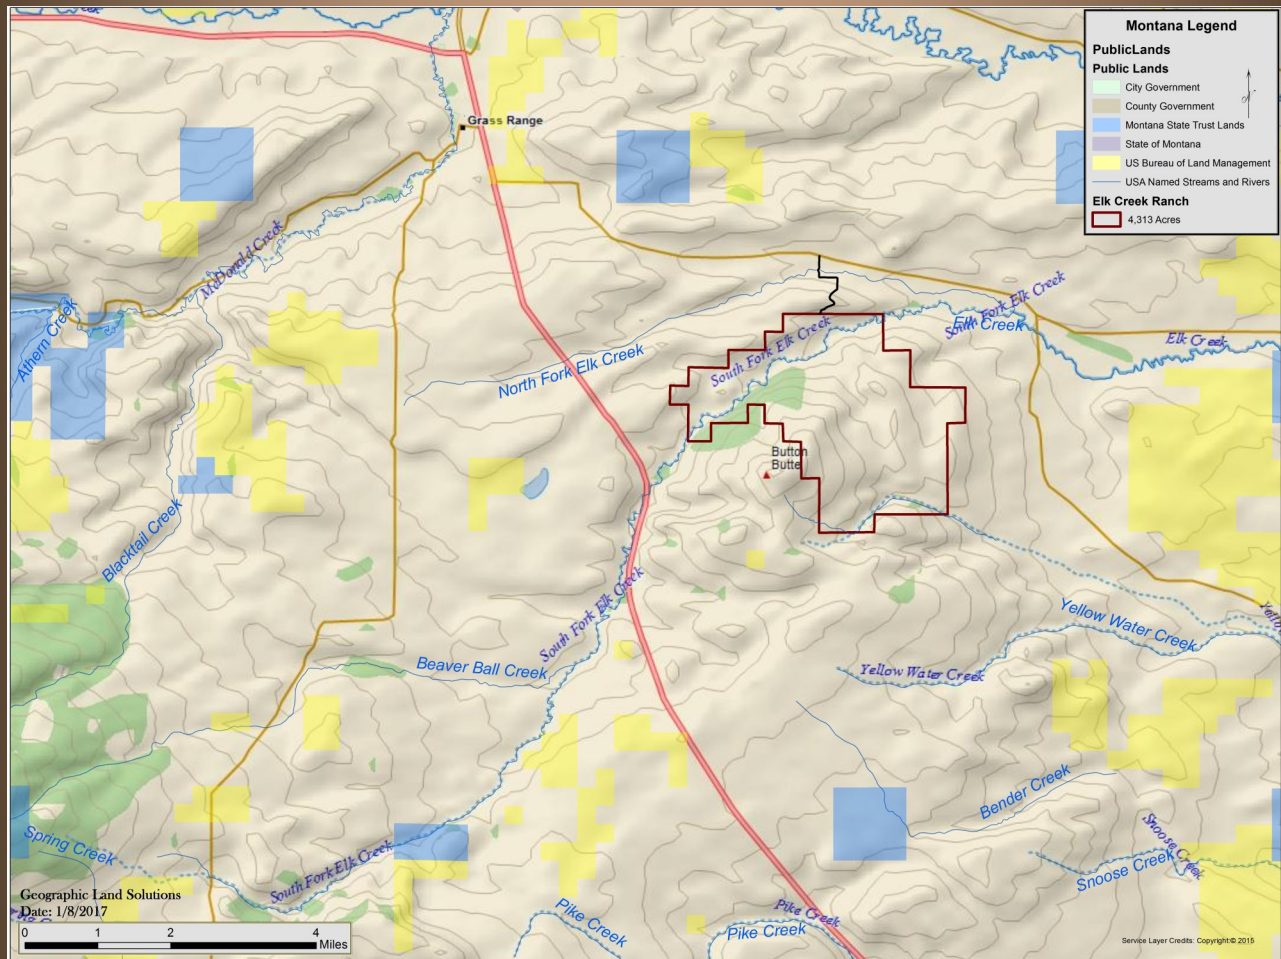 Montana Legend
PublicLands
Public Lands
City Government
County Government
Montana State Trust Lands
State of Montana
US Bureau of Land Management
USA Named Streams and Rivers
Elk Creek Ranch
4,313 Acres
Grass Range
McDonald Creek
Athern Creek
South Fork Elk Creek
Elk Creek
Elk Creek
North Fork Elk Creek
South Fork Elk Creek
Button
Butte
Blacktail Creek
South Fork Elk Creek
Yellow Water Creek
Beaver Ball Creek
Yellow Water Creek
Bender Creek
Spring Creek
South Fork Elk Creek
Snoose Creek
Snoose Creek
Pike Creek
Pike Creek
Pike Creek
Geographic Land Solutions
Date: 1/8/2017
0 1 2 4
Miles
Service Layer Credits: Copyright:© 2015